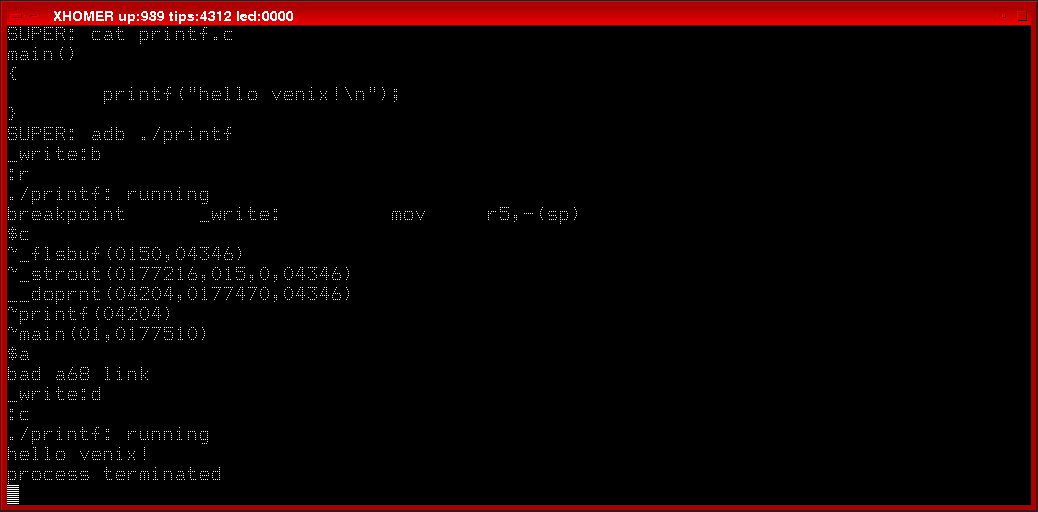 XHOMER up:989 tips:4312 led:0000
SUPER: cat printf.c
main()
{
printf("hello venix!\n");
}
SUPER: adb ./printf
_write:b
:r
./printf: running
breakpoint _write: mov r5,-(sp)
$c
~_flsbuf(0150,04346)
~_strout(0177216,015,0,04346)
__doprnt(04204,0177470,04346)
~printf(04204)
~main(01,0177510)
$a
bad a68 link
_write:d
:c
./printf: running
hello venix!
process terminated